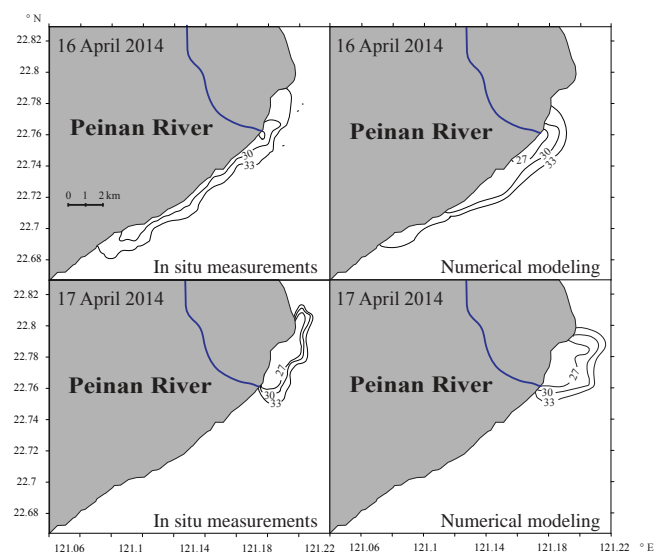 ° N
22.82
22.8
22.78
22.76
22.74
22.72
22.7
22.68
16 April 2014
Peinan River
30
33
0 1 2 km
In situ measurements
16 April 2014
Peinan River
27
30
33
Numerical modeling
22.82
22.8
22.78
22.76
22.74
22.72
22.7
22.68
17 April 2014
Peinan River
27
30
33
In situ measurements
17 April 2014
Peinan River
27
30
33
Numerical modeling
121.06 121.1 121.14 121.18 121.22
121.06 121.1 121.14 121.18 121.22 ° E